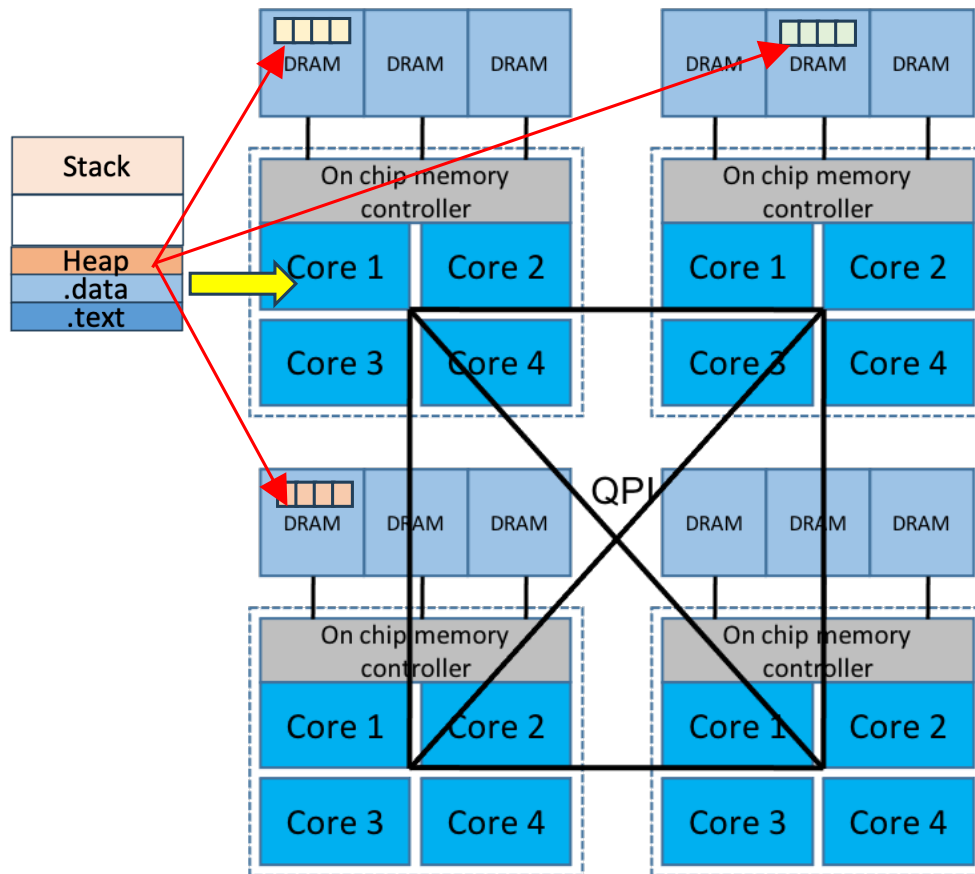 DRAM DRAM DRAM
DRAM DRAM DRAM
Stack
Heap
.data
.text
On chip memory
controller
Core 1 Core 2
Core 3 Core 4
On chip memory
controller
Core 1 Core 2
Core 3 Core 4
QPI
DRAM DRAM DRAM
DRAM DRAM DRAM
On chip memory
controller
Core 1 Core 2
Core 3 Core 4
On chip memory
controller
Core 1 Core 2
Core 3 Core 4